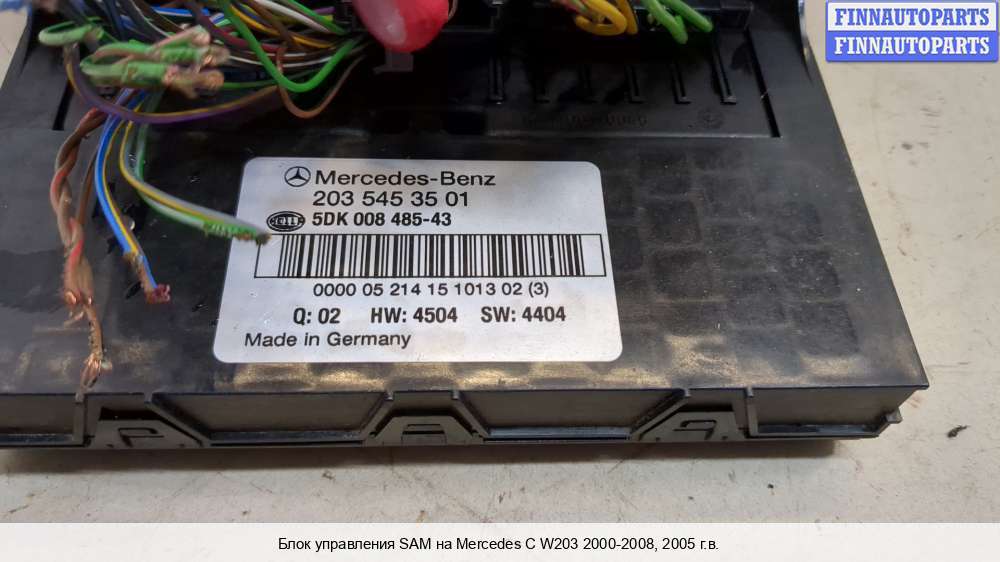 FINNAUTOPARTS
FINNAUTOPARTS
Mercedes-Benz
203 545 35 01
5DK 008 485-43
0000 05 214 15 1013 02 (3)
Q: 02 HW: 4504 SW: 4404
Made in Germany
Блок управления SAM на Mercedes C W203 2000-2008, 2005 г.в.